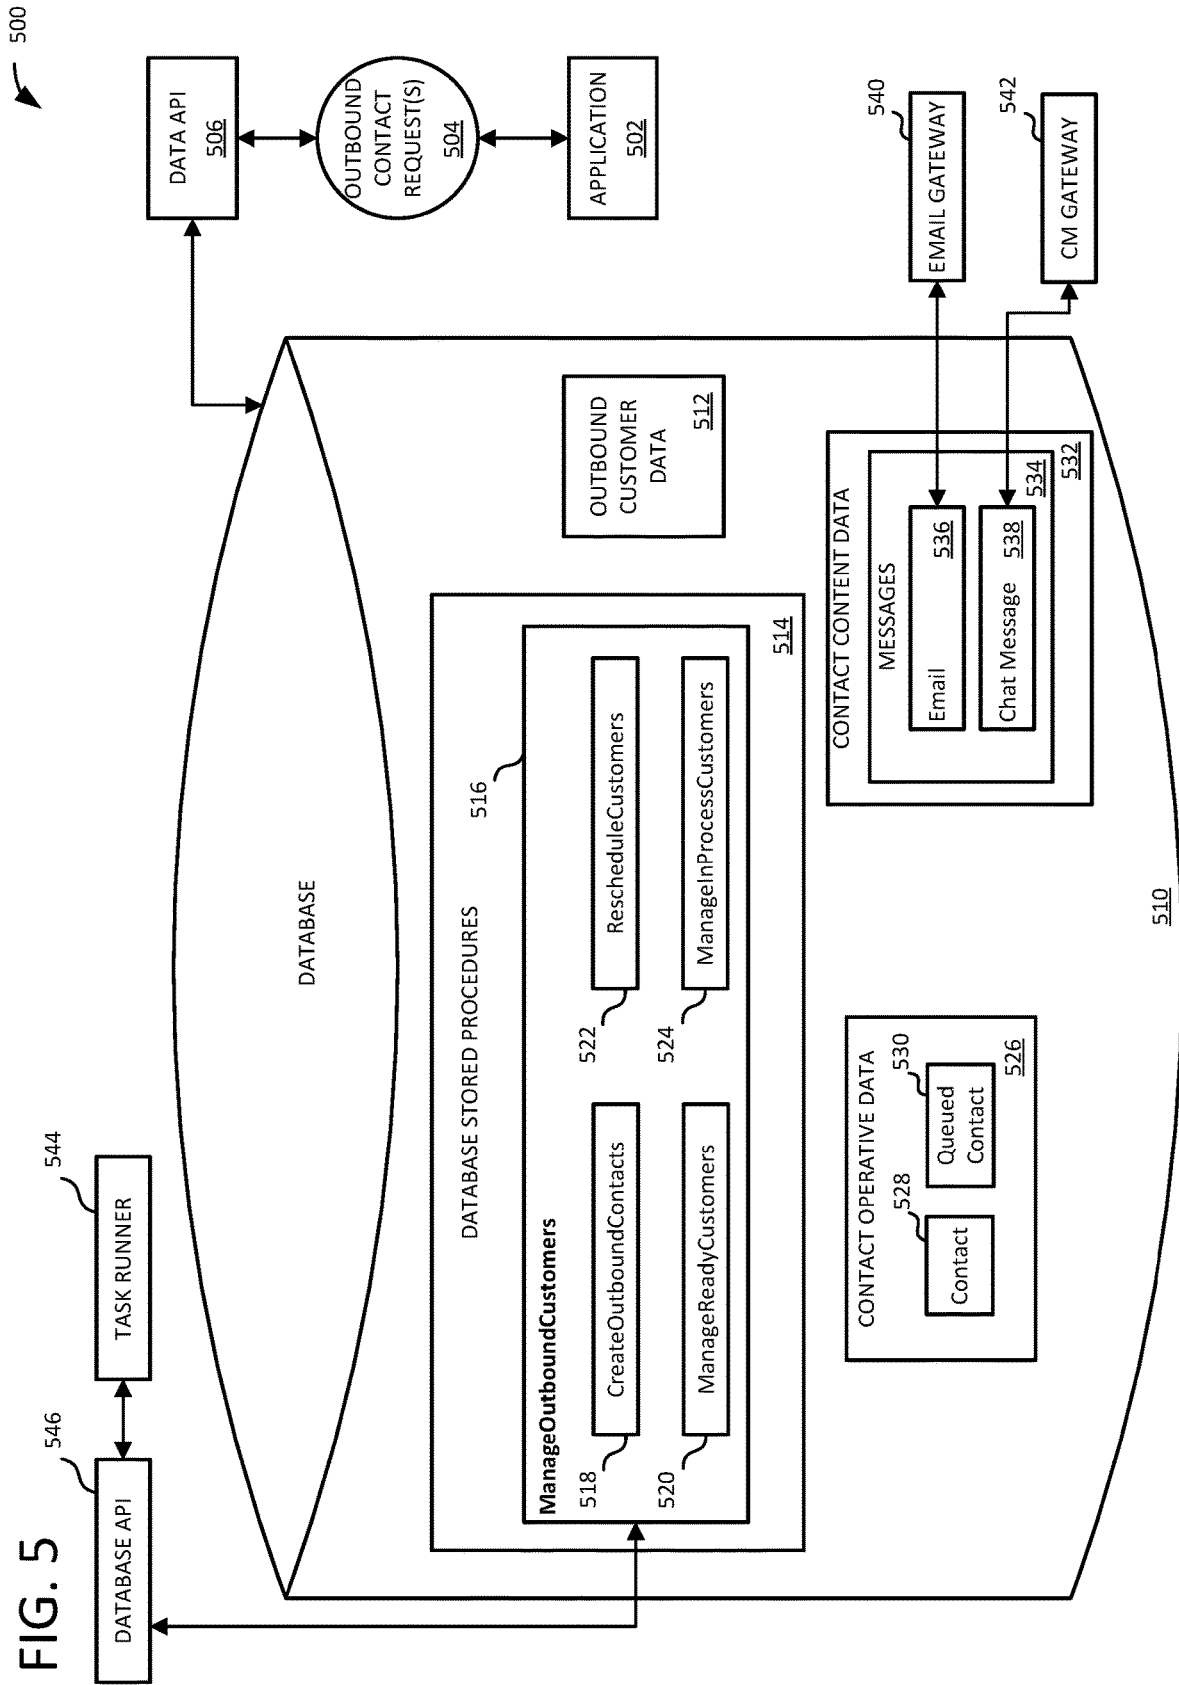 FIG. 5
500
DATABASE API
546
TASK RUNNER
544
DATA API
506
OUTBOUND
CONTACT
REQUEST(S)
504
APPLICATION
502
DATABASE
DATABASE STORED PROCEDURES
516
ManageOutboundCustomers
CreateOutboundContacts
518
RescheduleCustomers
522
ManageReadyCustomers
520
ManageInProcessCustomers
524
514
OUTBOUND
CUSTOMER
DATA
512
CONTACT OPERATIVE DATA
528
Contact
530
Queued
Contact
526
CONTACT CONTENT DATA
MESSAGES
Email 536
Chat Message 538
534
532
EMAIL GATEWAY
540
CM GATEWAY
542
510